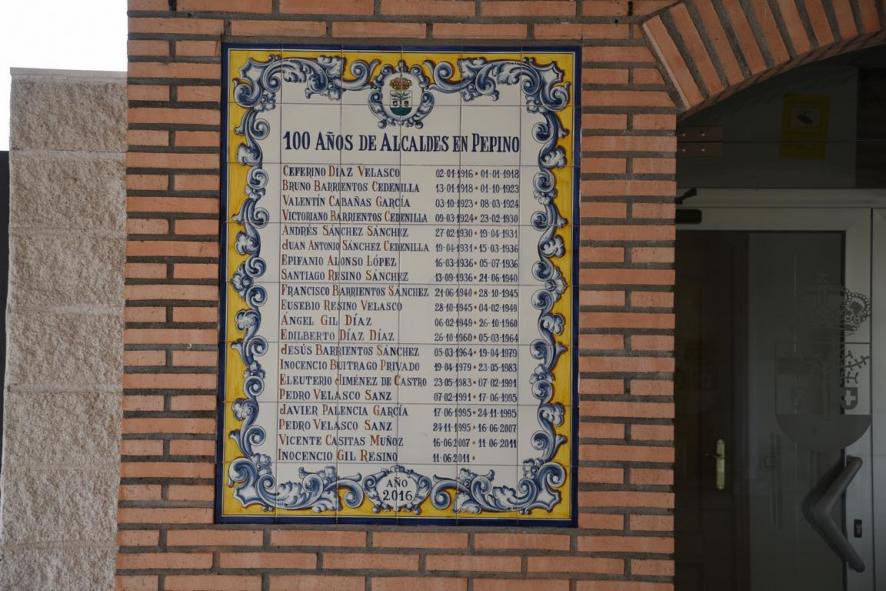 100 AÑOS DE ALCALDES EN PEPINO
CEFERINO DÍAZ VELASCO 02·01·1916 · 01·01·1918
BRUNO BARRIENTOS CEDENILLA 13·01·1918 · 01·10·1923
VALENTÍN CABAÑAS GARCÍA 03·10·1923 · 08·03·1924
VICTORIANO BARRIENTOS CEDENILLA 09·03·1924 · 23·02·1930
ANDRÉS SÁNCHEZ SÁNCHEZ 27·02·1930 · 19·04·1931
JUAN ANTONIO SÁNCHEZ CEDENILLA 19·04·1931 · 15·03·1936
EPIFANIO ALONSO LÓPEZ 16·03·1936 · 05·07·1936
SANTIAGO RESINO SÁNCHEZ 13·09·1936 · 21·06·1940
FRANCISCO BARRIENTOS SÁNCHEZ 21·06·1940 · 28·10·1945
EUSEBIO RESINO VELASCO 28·10·1945 · 04·02·1949
ÁNGEL GIL DÍAZ 06·02·1949 · 26·10·1960
EDILBERTO DÍAZ DÍAZ 26·10·1960 · 05·03·1964
JESÚS BARRIENTOS SÁNCHEZ 05·03·1964 · 19·04·1979
INOCENCIO BUITRAGO PRIVADO 19·04·1979 · 23·05·1983
ELEUTERIO JIMÉNEZ DE CASTRO 23·05·1983 · 07·02·1991
PEDRO VELASCO SANZ 07·02·1991 · 17·06·1995
JAVIER PALENCIA GARCÍA 17·06·1995 · 24·11·1995
PEDRO VELASCO SANZ 24·11·1995 · 16·06·2007
VICENTE CASITAS MUÑOZ 16·06·2007 · 11·06·2011
INOCENCIO GIL RESINO 11·06·2011 ·
AÑO
2016